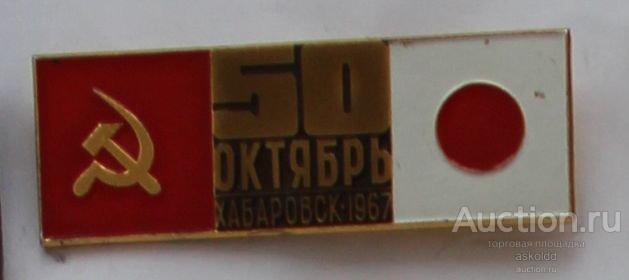 50
ОКТЯБРЬ
ХАБАРОВСК·1967
Auction.ru
торговая площадка
askoldd
auction.ru